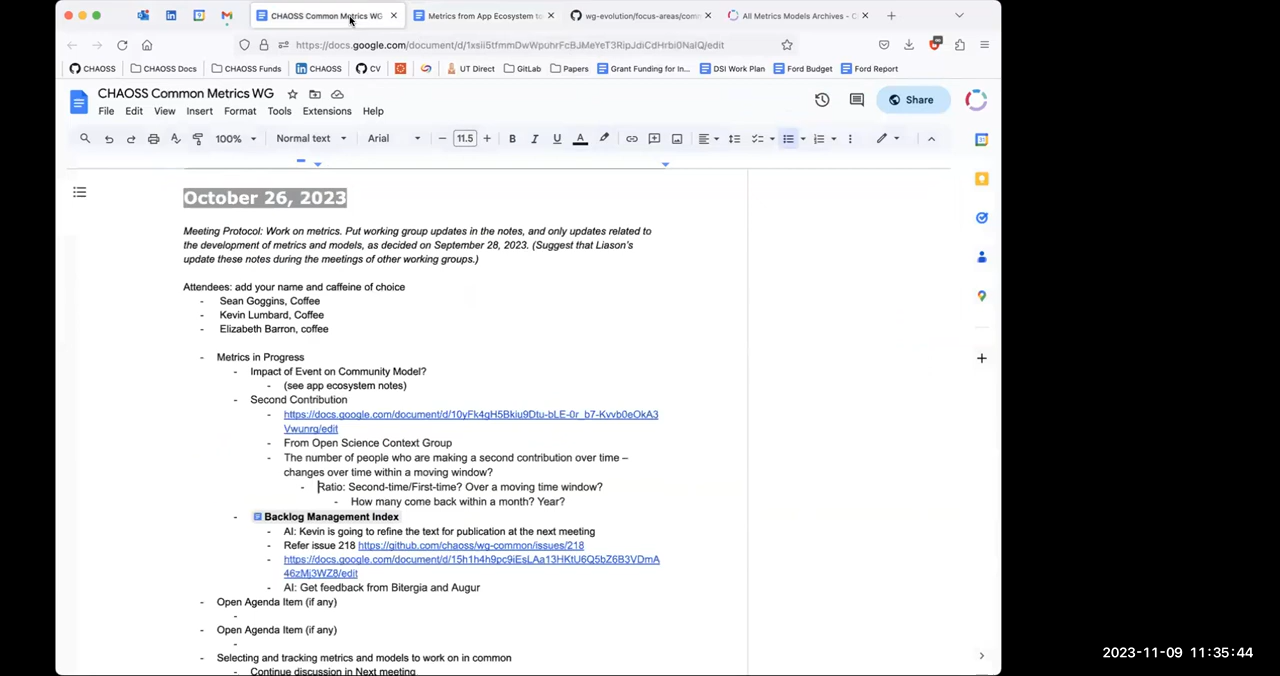 CHAOSS Common Metrics WG
Metrics from App Ecosystem to
wg-evolution/focus-areas/com
All Metrics Models Archives - C
https://docs.google.com/document/d/1xsii5tfmmDwWpohrFcBJMeYeT3RipJdiCdHrbi0NaIQ/edit
CHAOSS
CHAOSS Docs
CHAOSS Funds
CHAOSS
CV
UT Direct
GitLab
Papers
Grant Funding for In...
DSI Work Plan
Ford Budget
Ford Report
CHAOSS Common Metrics WG
File Edit View Insert Format Tools Extensions Help
Share
100% Normal text Arial 11.5 B I U A
October 26, 2023
Meeting Protocol: Work on metrics. Put working group updates in the notes, and only updates related to
the development of metrics and models, as decided on September 28, 2023. (Suggest that Liason's
update these notes during the meetings of other working groups.)
Attendees: add your name and caffeine of choice
- Sean Goggins, Coffee
- Kevin Lumbard, Coffee
- Elizabeth Barron, coffee
- Metrics in Progress
- Impact of Event on Community Model?
- (see app ecosystem notes)
- Second Contribution
- https://docs.google.com/document/d/10yFk4gH5Bkiu9Dtu-bLE-0r_b7-Kvvb0eOkA3
Vwunrg/edit
- From Open Science Context Group
- The number of people who are making a second contribution over time –
changes over time within a moving window?
- Ratio: Second-time/First-time? Over a moving time window?
- How many come back within a month? Year?
- Backlog Management Index
- AI: Kevin is going to refine the text for publication at the next meeting
- Refer issue 218 https://github.com/chaoss/wg-common/issues/218
- https://docs.google.com/document/d/15h1h4h9pc9iEsLAa13HKtU6Q5bZ6B3VDmA
46zMj3WZ8/edit
- AI: Get feedback from Bitergia and Augur
- Open Agenda Item (if any)
-
- Open Agenda Item (if any)
-
- Selecting and tracking metrics and models to work on in common
- Continue discussion in Next meeting
2023-11-09 11:35:44